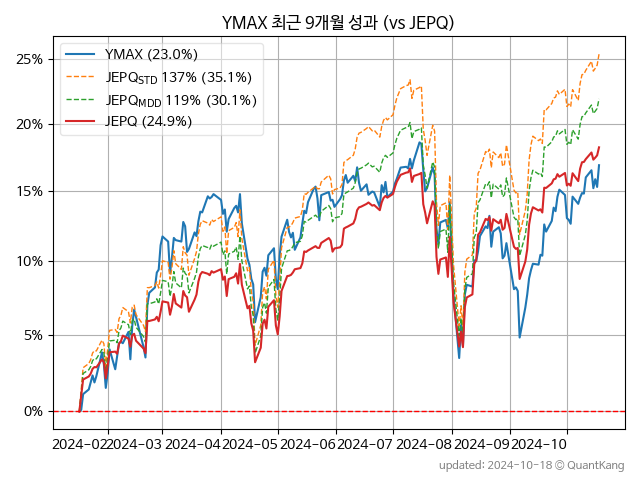 YMAX 최근 9개월 성과 (vs JEPQ)
YMAX (23.0%)
JEPQSTD 137% (35.1%)
JEPQMDD 119% (30.1%)
JEPQ (24.9%)
25%
20%
15%
10%
5%
0%
2024-02 2024-03 2024-04 2024-05 2024-06 2024-07 2024-08 2024-09 2024-10
updated: 2024-10-18 © QuantKang